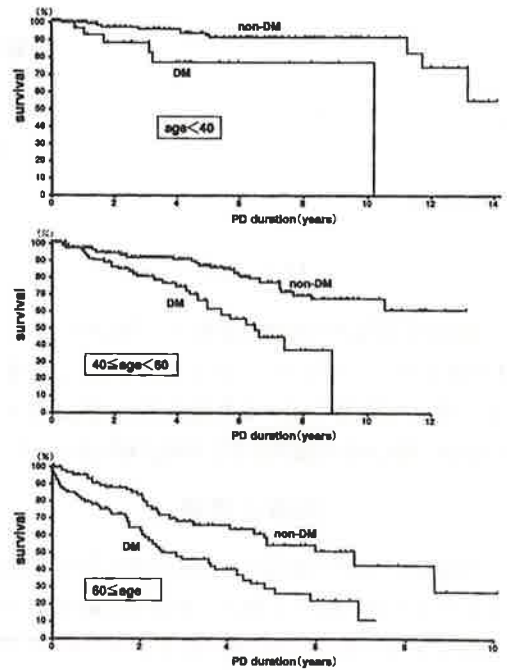 (%)
100
90
80
70
60
50
40
30
20
10
0
survival
non-DM
DM
age<40
0 2 4 6 8 10 12 14
PD duration(years)
(%)
100
90
80
70
60
50
40
30
20
10
0
survival
non-DM
DM
40≦age<60
0 2 4 6 8 10 12
PD duration(years)
(%)
100
90
80
70
60
50
40
30
20
10
0
survival
non-DM
DM
60≦age
0 2 4 6 8 10
PD duration(years)